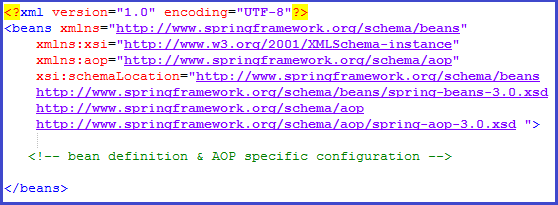 <?xml version="1.0" encoding="UTF-8"?>
<beans xmlns="http://www.springframework.org/schema/beans"
xmlns:xsi="http://www.w3.org/2001/XMLSchema-instance"
xmlns:aop="http://www.springframework.org/schema/aop"
xsi:schemaLocation="http://www.springframework.org/schema/beans
http://www.springframework.org/schema/beans/spring-beans-3.0.xsd
http://www.springframework.org/schema/aop
http://www.springframework.org/schema/aop/spring-aop-3.0.xsd ">
<!-- bean definition & AOP specific configuration -->
</beans>